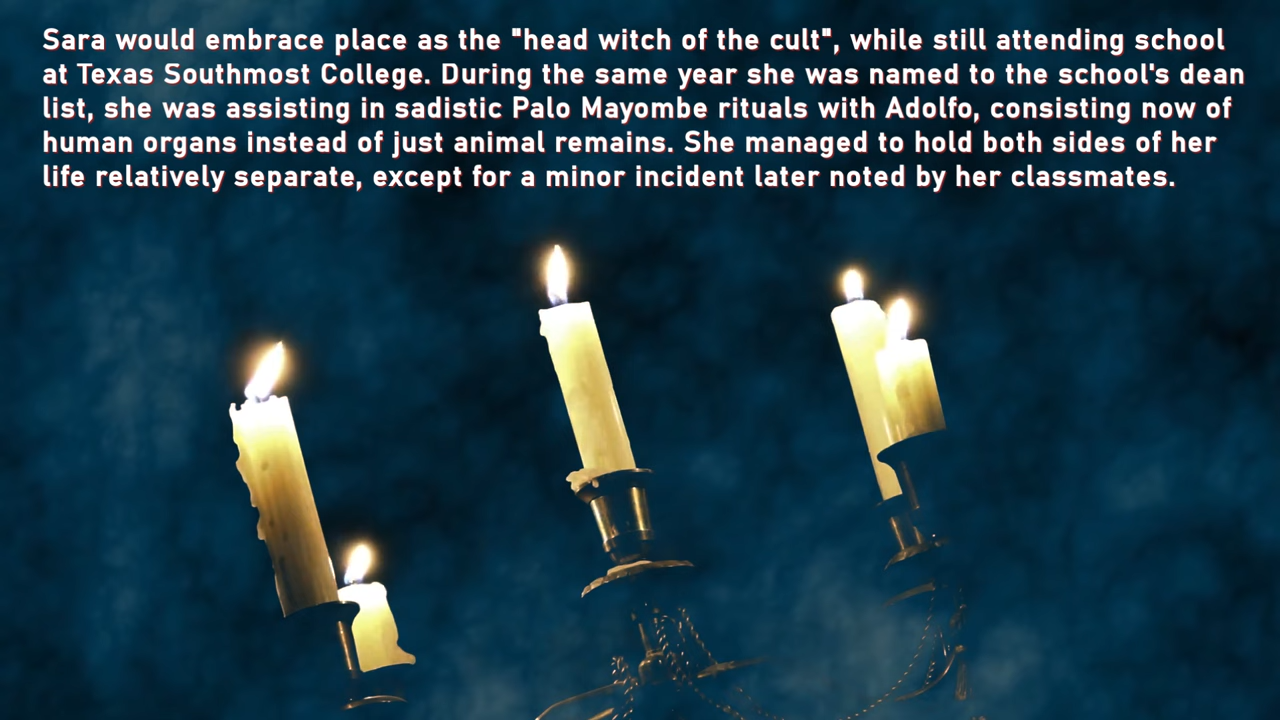 Sara would embrace place as the "head witch of the cult", while still attending school
at Texas Southmost College. During the same year she was named to the school's dean
list, she was assisting in sadistic Palo Mayombe rituals with Adolfo, consisting now of
human organs instead of just animal remains. She managed to hold both sides of her
life relatively separate, except for a minor incident later noted by her classmates.